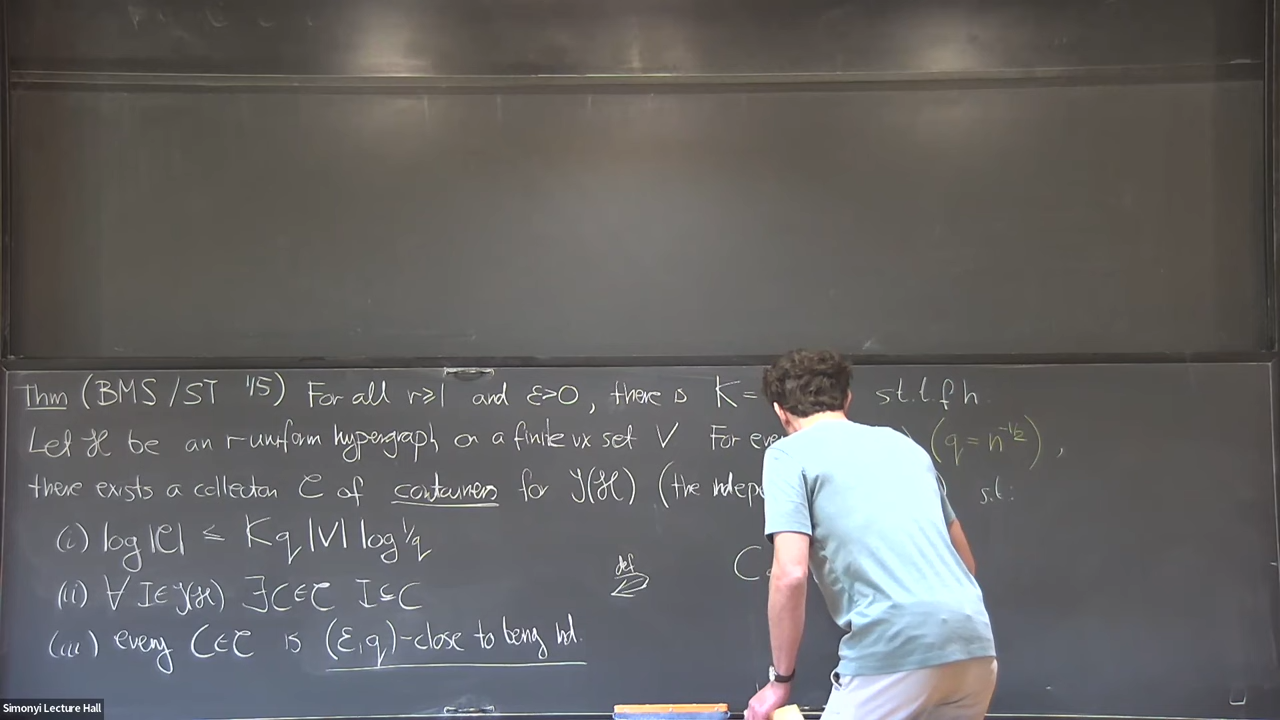 Thm (BMS/ST '15) For all r≥1 and ε>0, there is K= s.t.t.f.h.
Let ℋ be an r-uniform hypergraph on a finite vx set V For eve (q = n^{-1/2}),
there exists a collection 𝒞 of containers for ℐ(ℋ) (the indepe s.t:
(i) log|𝒞| ≤ Kq|V| log 1/q
(ii) ∀ I∈ℐ(ℋ) ∃C∈𝒞 I⊆C
def
C
(iii) every C∈𝒞 is (ε,q)-close to being ind.
Simonyi Lecture Hall